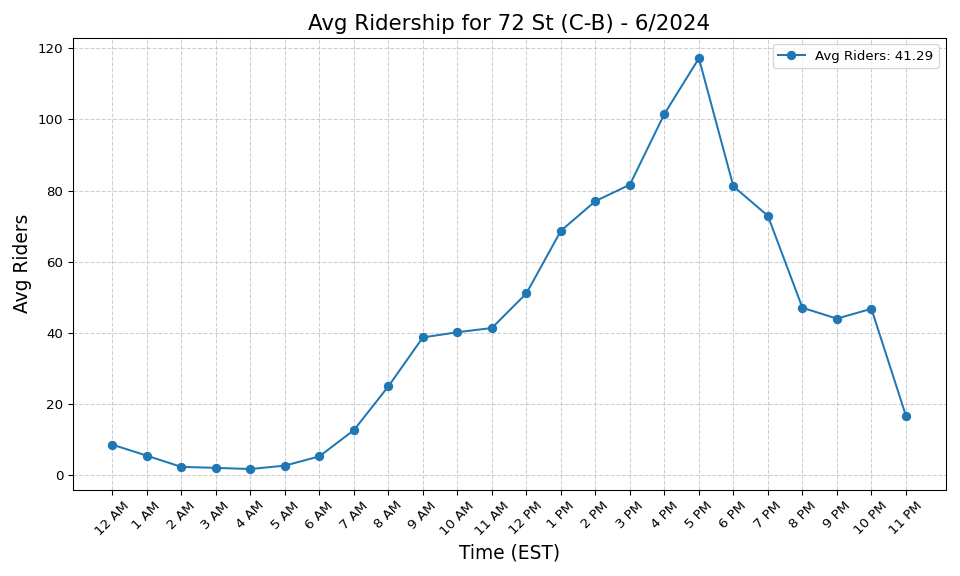 Avg Ridership for 72 St (C-B) - 6/2024
Avg Riders: 41.29
120
100
80
60
40
20
0
Avg Riders
12 AM
1 AM
2 AM
3 AM
4 AM
5 AM
6 AM
7 AM
8 AM
9 AM
10 AM
11 AM
12 PM
1 PM
2 PM
3 PM
4 PM
5 PM
6 PM
7 PM
8 PM
9 PM
10 PM
11 PM
Time (EST)